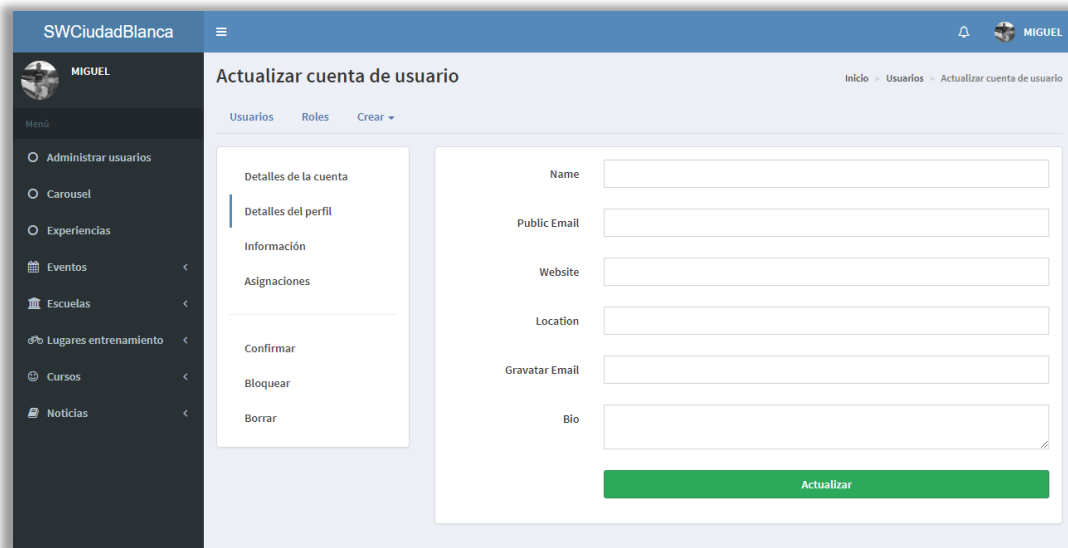 SWCiudadBlanca
MIGUEL
MIGUEL
Menú
Administrar usuarios
Carousel
Experiencias
Eventos
Escuelas
Lugares entrenamiento
Cursos
Noticias
Actualizar cuenta de usuario
Inicio > Usuarios > Actualizar cuenta de usuario
Usuarios Roles Crear
Detalles de la cuenta
Detalles del perfil
Información
Asignaciones
Confirmar
Bloquear
Borrar
Name
Public Email
Website
Location
Gravatar Email
Bio
Actualizar